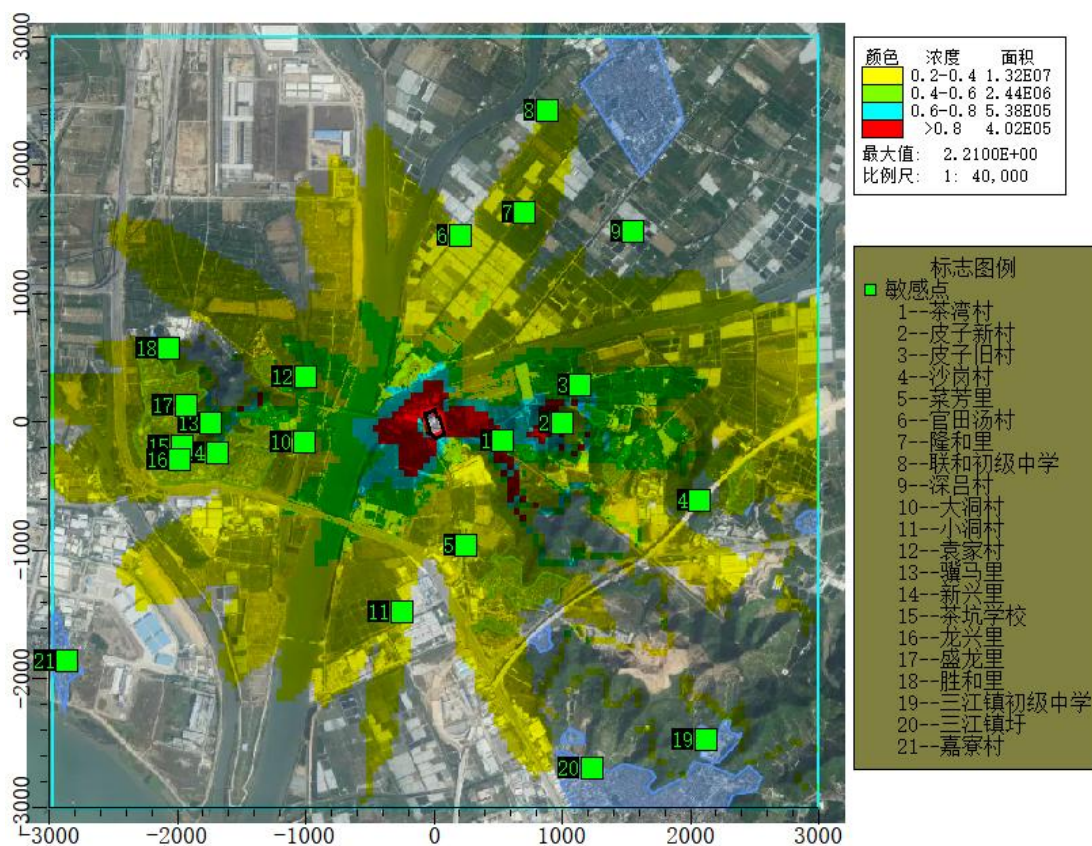 颜色 浓度 面积
0.2-0.4 1.32E07
0.4-0.6 2.44E06
0.6-0.8 5.38E05
>0.8 4.02E05
最大值: 2.2100E+00
比例尺: 1: 40,000
标志图例
敏感点
1--茶湾村
2--皮子新村
3--皮子旧村
4--沙岗村
5--菜芳里
6--官田汤村
7--隆和里
8--联和初级中学
9--深吕村
10--大洞村
11--小洞村
12--袁家村
13--骥马里
14--新兴里
15--茶坑学校
16--龙兴里
17--盛龙里
18--胜和里
19--三江镇初级中学
20--三江镇圩
21--嘉寮村
3000
2000
1000
0
-1000
-2000
-3000
-3000 -2000 -1000 0 1000 2000 3000
8
7
6
9
18
12
3
17
13
2
10
1
15
14
16
4
5
11
21
19
20